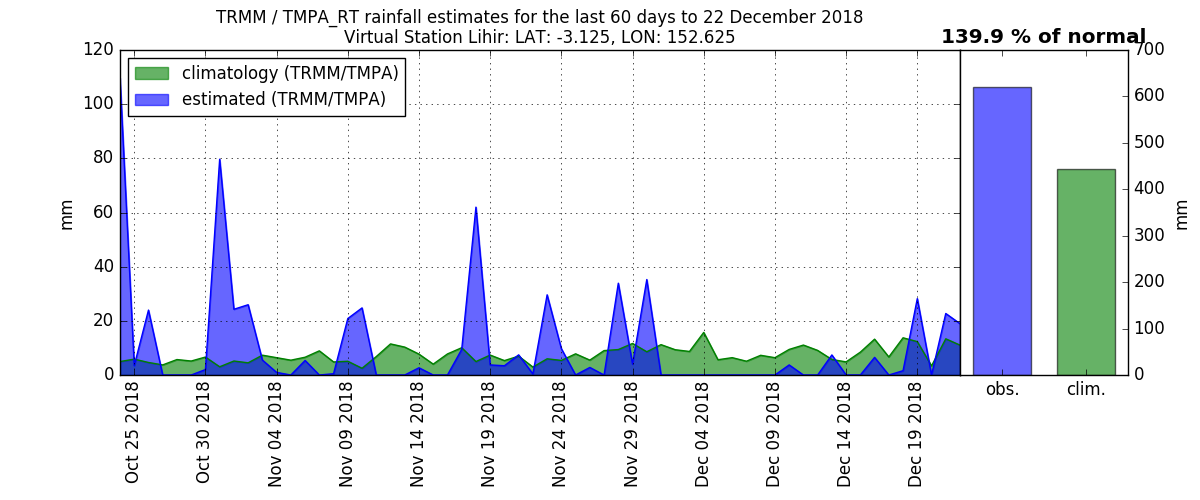 TRMM / TMPA_RT rainfall estimates for the last 60 days to 22 December 2018
Virtual Station Lihir: LAT: -3.125, LON: 152.625
139.9 % of normal
climatology (TRMM/TMPA)
estimated (TRMM/TMPA)
120
100
80
60
40
20
0
mm
Oct 25 2018
Oct 30 2018
Nov 04 2018
Nov 09 2018
Nov 14 2018
Nov 19 2018
Nov 24 2018
Nov 29 2018
Dec 04 2018
Dec 09 2018
Dec 14 2018
Dec 19 2018
obs.
clim.
700
600
500
400
300
200
100
0
mm